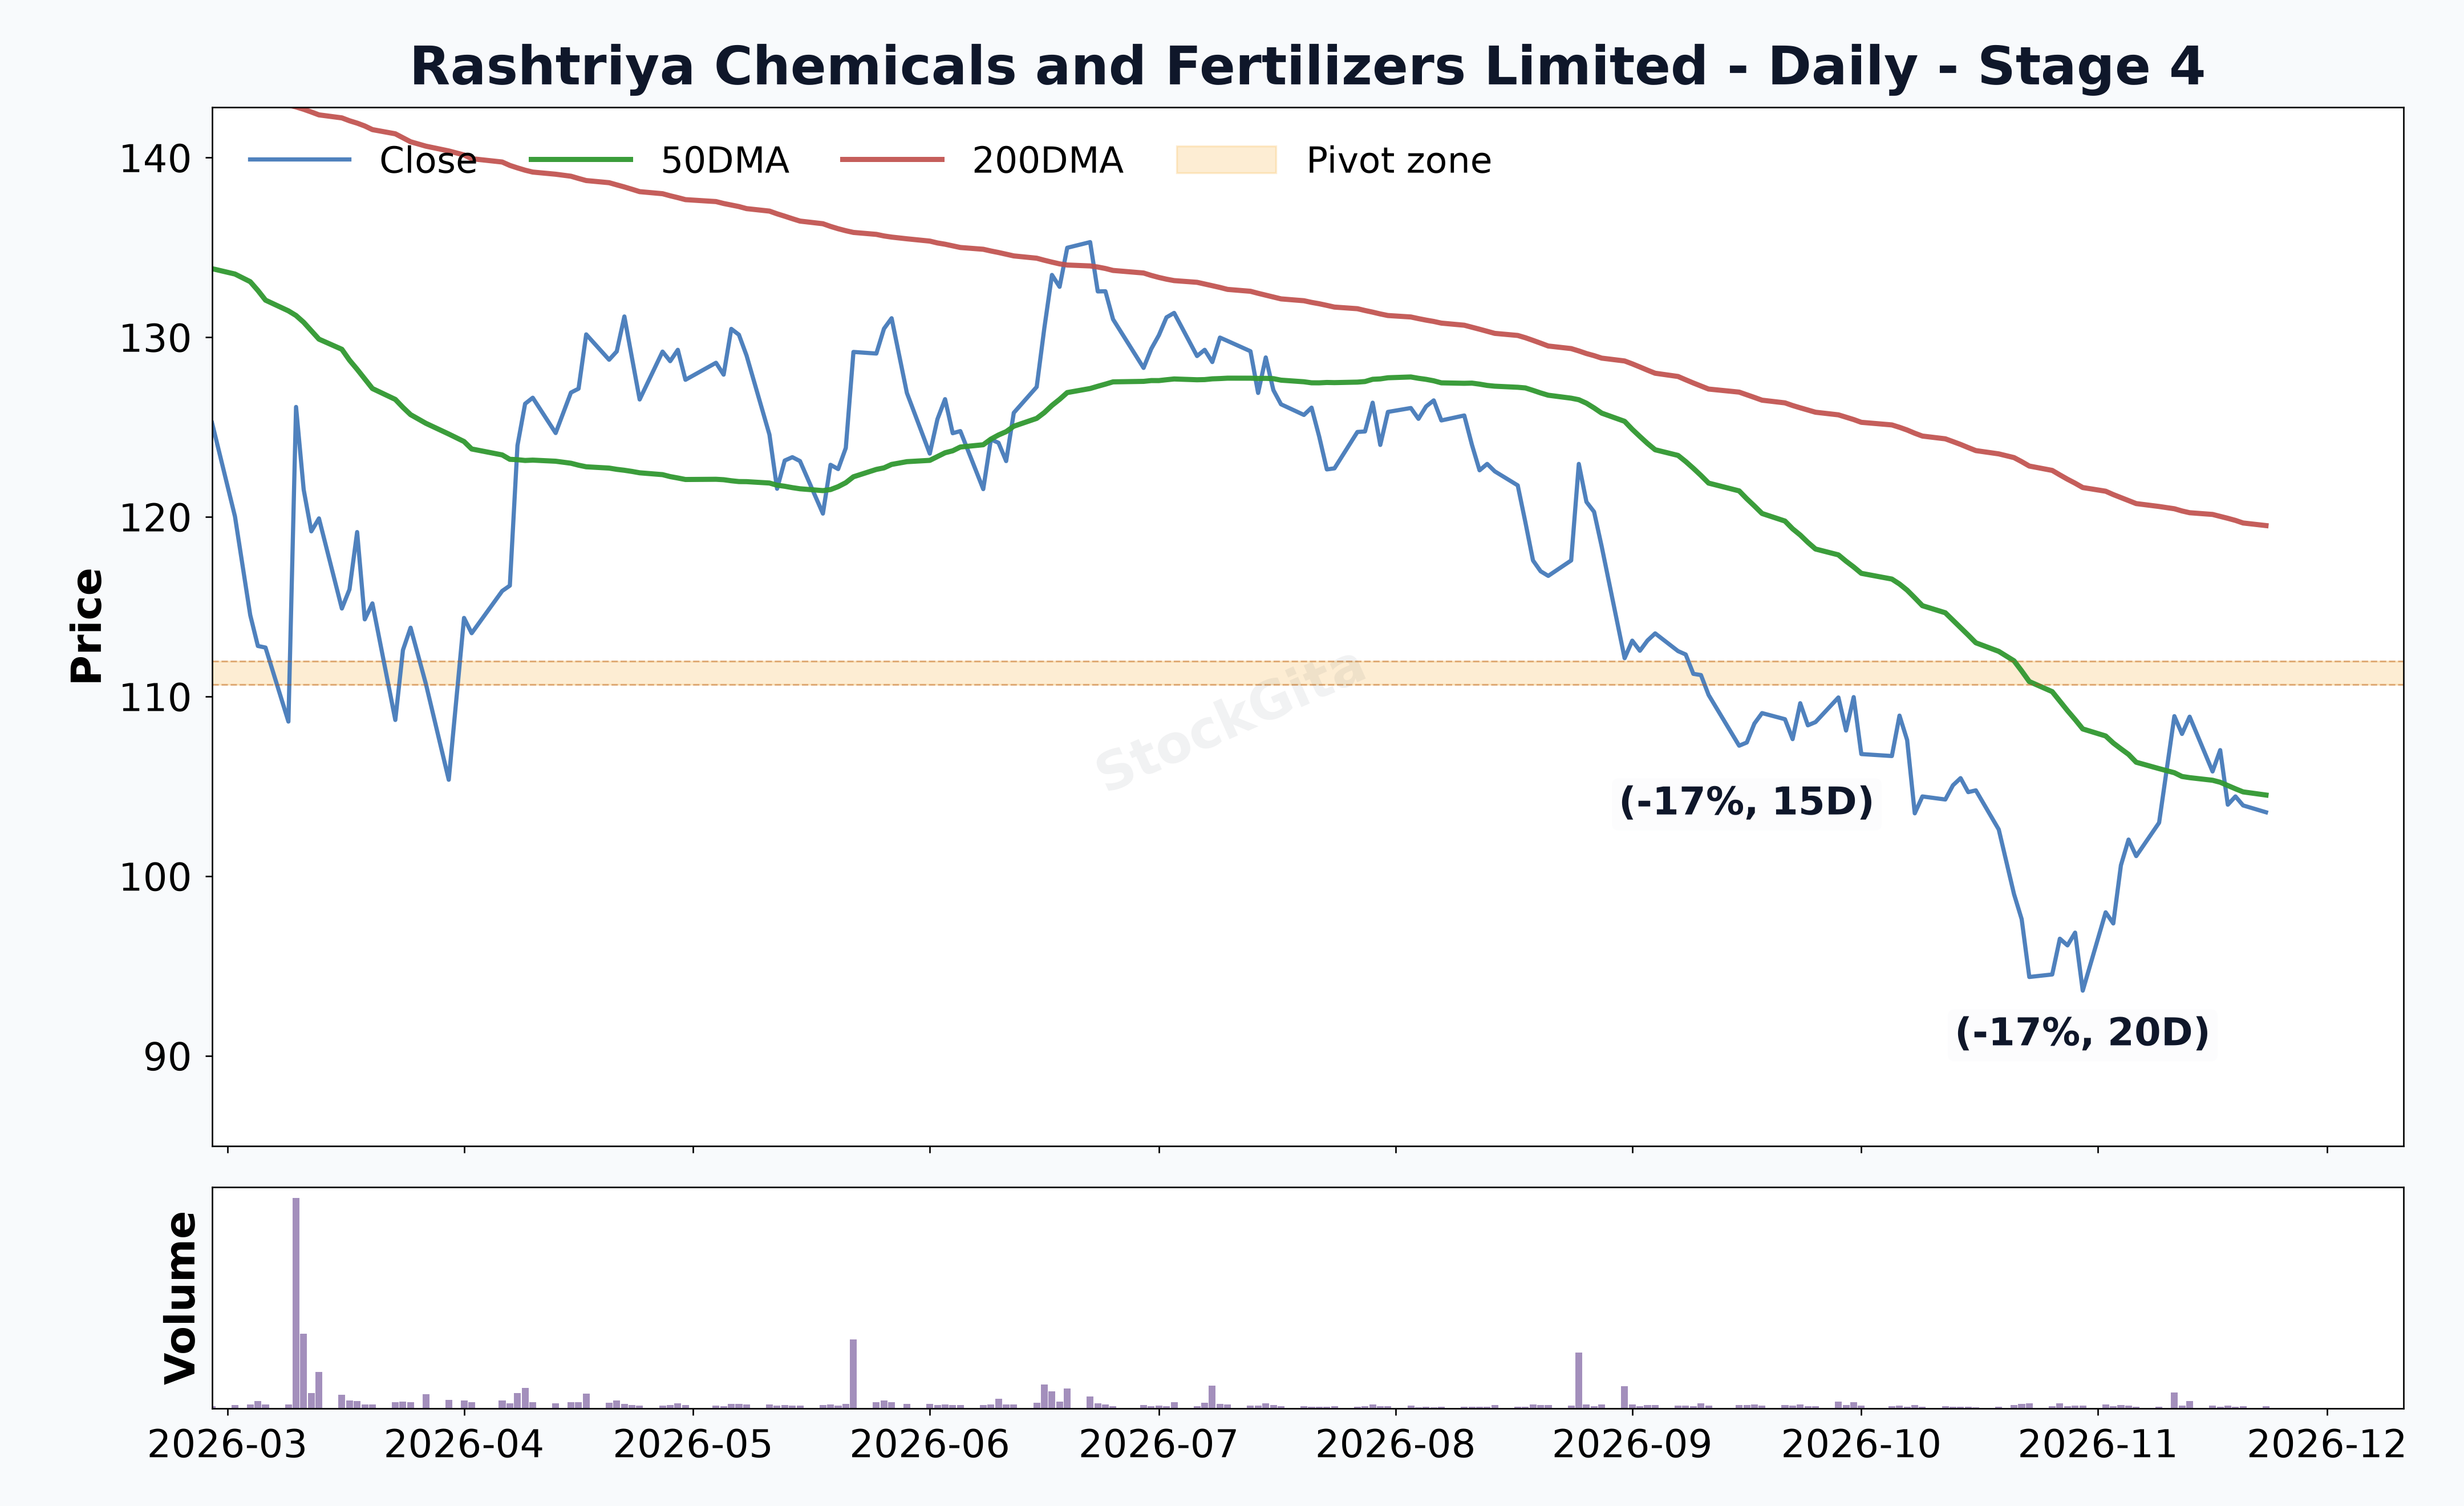 Rashtriya Chemicals and Fertilizers Limited - Daily - Stage 4
Close 50DMA 200DMA Pivot zone
140
130
120
110
100
90
Price
StockGita
(-17%, 15D)
(-17%, 20D)
Volume
2026-03 2026-04 2026-05 2026-06 2026-07 2026-08 2026-09 2026-10 2026-11 2026-12